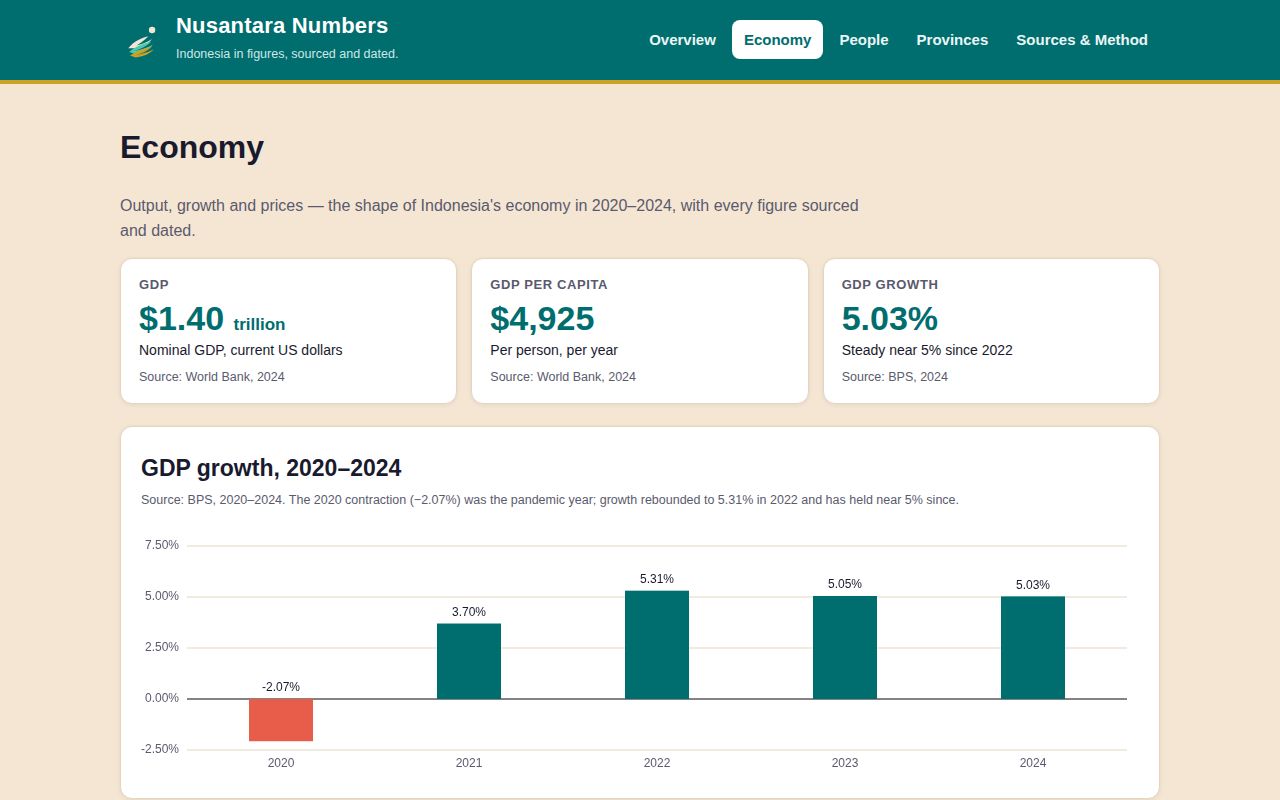 Nusantara Numbers
Indonesia in figures, sourced and dated.
Overview Economy People Provinces Sources & Method
Economy
Output, growth and prices — the shape of Indonesia's economy in 2020–2024, with every figure sourced
and dated.
GDP
$1.40 trillion
Nominal GDP, current US dollars
Source: World Bank, 2024
GDP PER CAPITA
$4,925
Per person, per year
Source: World Bank, 2024
GDP GROWTH
5.03%
Steady near 5% since 2022
Source: BPS, 2024
GDP growth, 2020–2024
Source: BPS, 2020–2024. The 2020 contraction (−2.07%) was the pandemic year; growth rebounded to 5.31% in 2022 and has held near 5% since.
7.50%
5.00%
2.50%
0.00%
-2.50%
-2.07%
3.70%
5.31%
5.05%
5.03%
2020 2021 2022 2023 2024